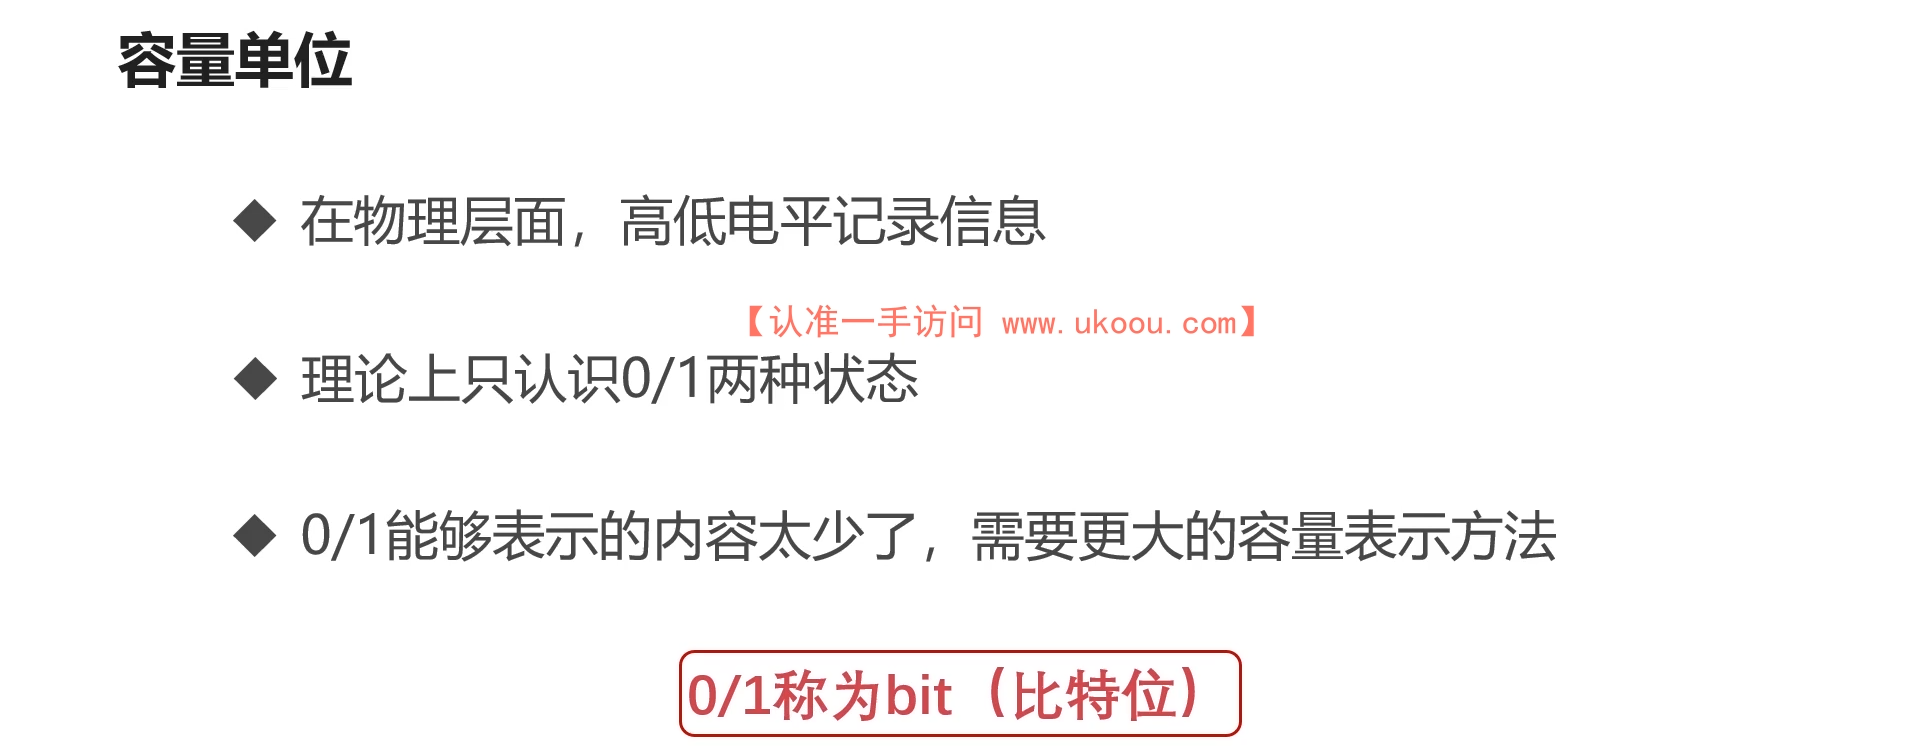 容量单位
◆ 在物理层面，高低电平记录信息
【认准一手访问 www.ukoou.com】
◆ 理论上只认识0/1两种状态
◆ 0/1能够表示的内容太少了，需要更大的容量表示方法
0/1称为bit（比特位）